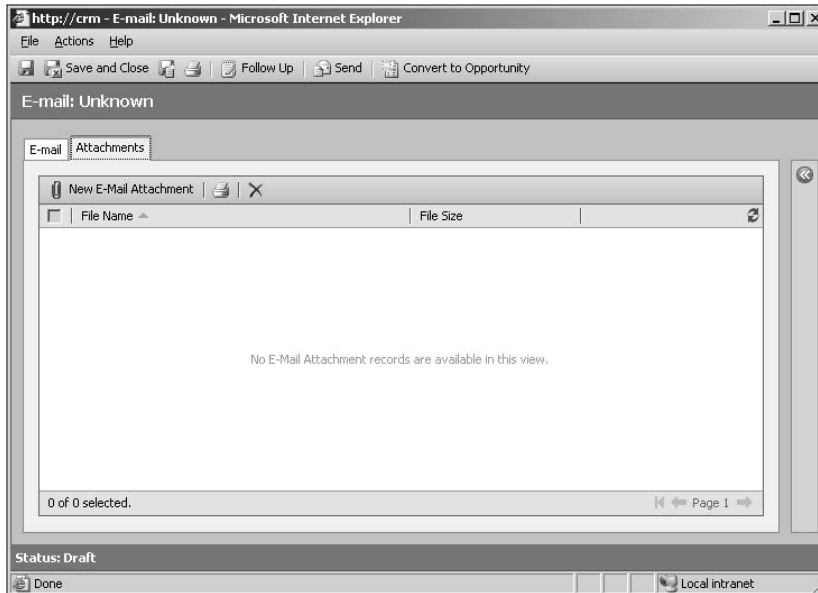 http://crm - E-mail: Unknown - Microsoft Internet Explorer
File Actions Help
Save and Close Follow Up Send Convert to Opportunity
E-mail: Unknown
E-mail Attachments
New E-Mail Attachment
File Name File Size
No E-Mail Attachment records are available in this view.
0 of 0 selected. Page 1
Status: Draft
Done Local intranet